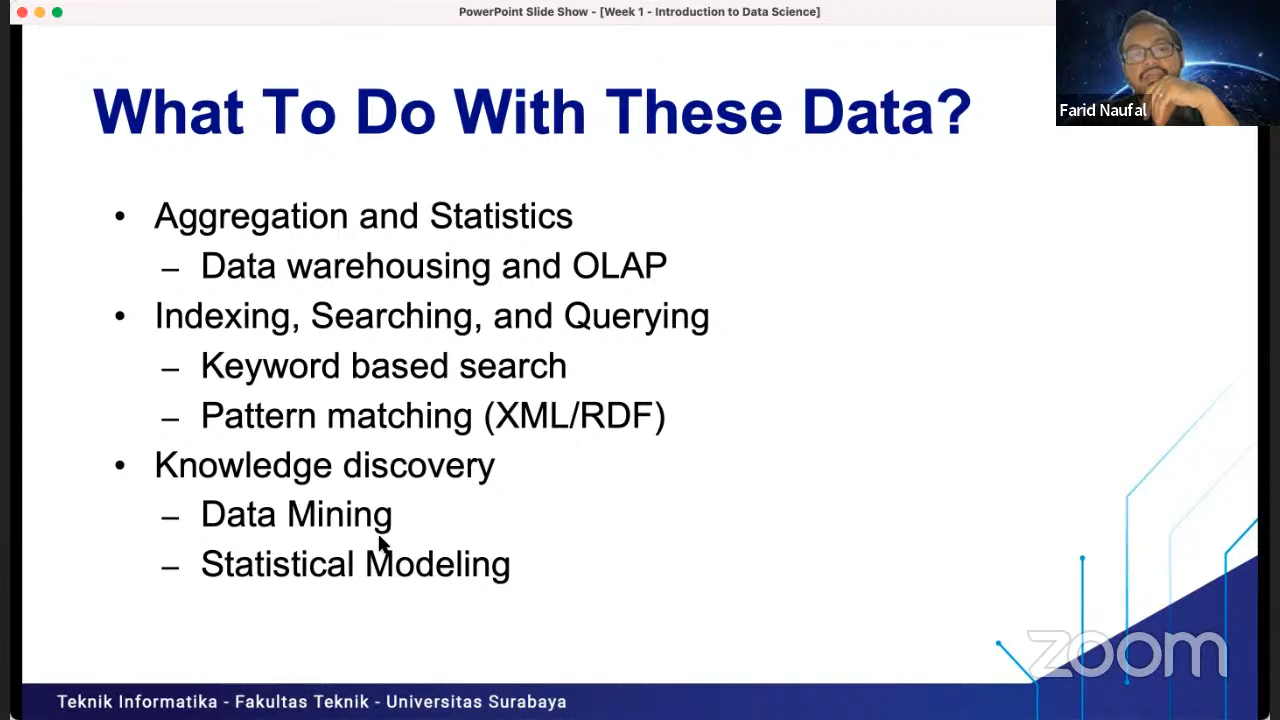 PowerPoint Slide Show - [Week 1 - Introduction to Data Science]
Farid Naufal
What To Do With These Data?
• Aggregation and Statistics
– Data warehousing and OLAP
• Indexing, Searching, and Querying
– Keyword based search
– Pattern matching (XML/RDF)
• Knowledge discovery
– Data Mining
– Statistical Modeling
zoom
Teknik Informatika - Fakultas Teknik - Universitas Surabaya